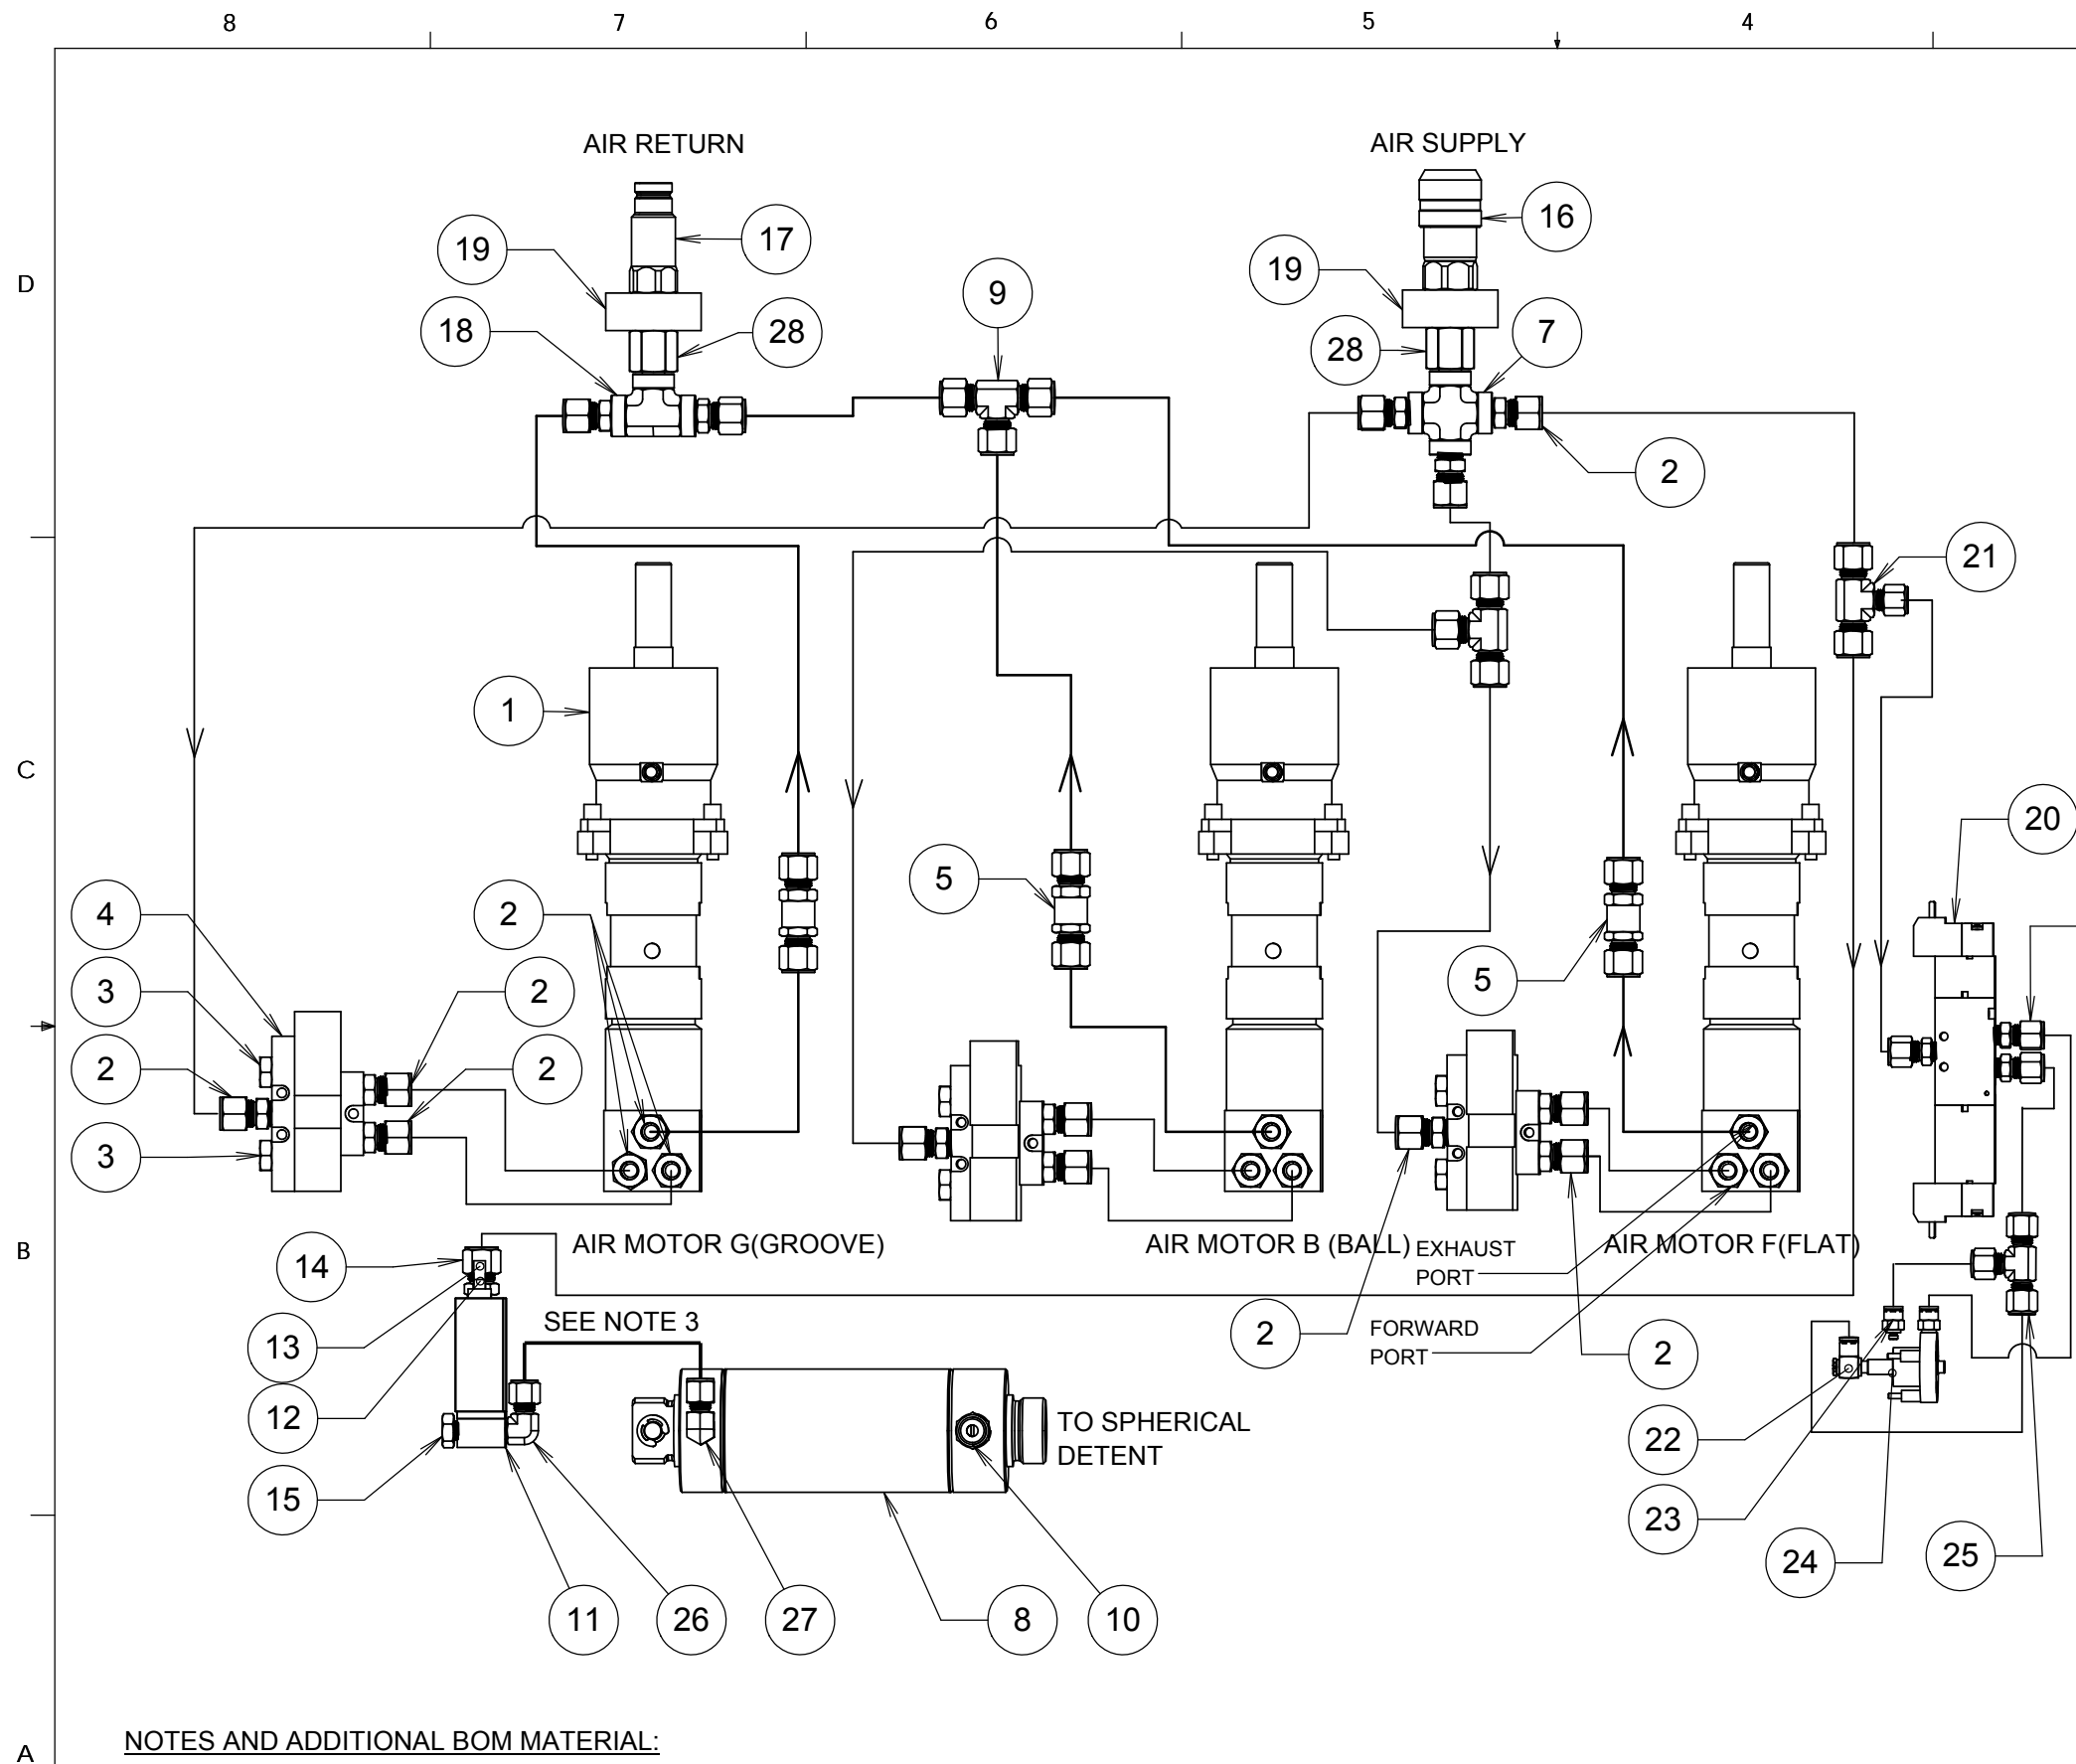 8 7 6 5 4
AIR RETURN
AIR SUPPLY
17
16
19
19
D
9
18
28
28
7
2
21
1
C
20
4
2
5
3
2
5
2
2
3
B
14
AIR MOTOR G(GROOVE)
AIR MOTOR B (BALL)
EXHAUST
PORT
AIR MOTOR F(FLAT)
SEE NOTE 3
13
2
FORWARD
PORT
2
12
TO SPHERICAL
DETENT
22
15
23
24
25
11
26
27
8
10
NOTES AND ADDITIONAL BOM MATERIAL:
A